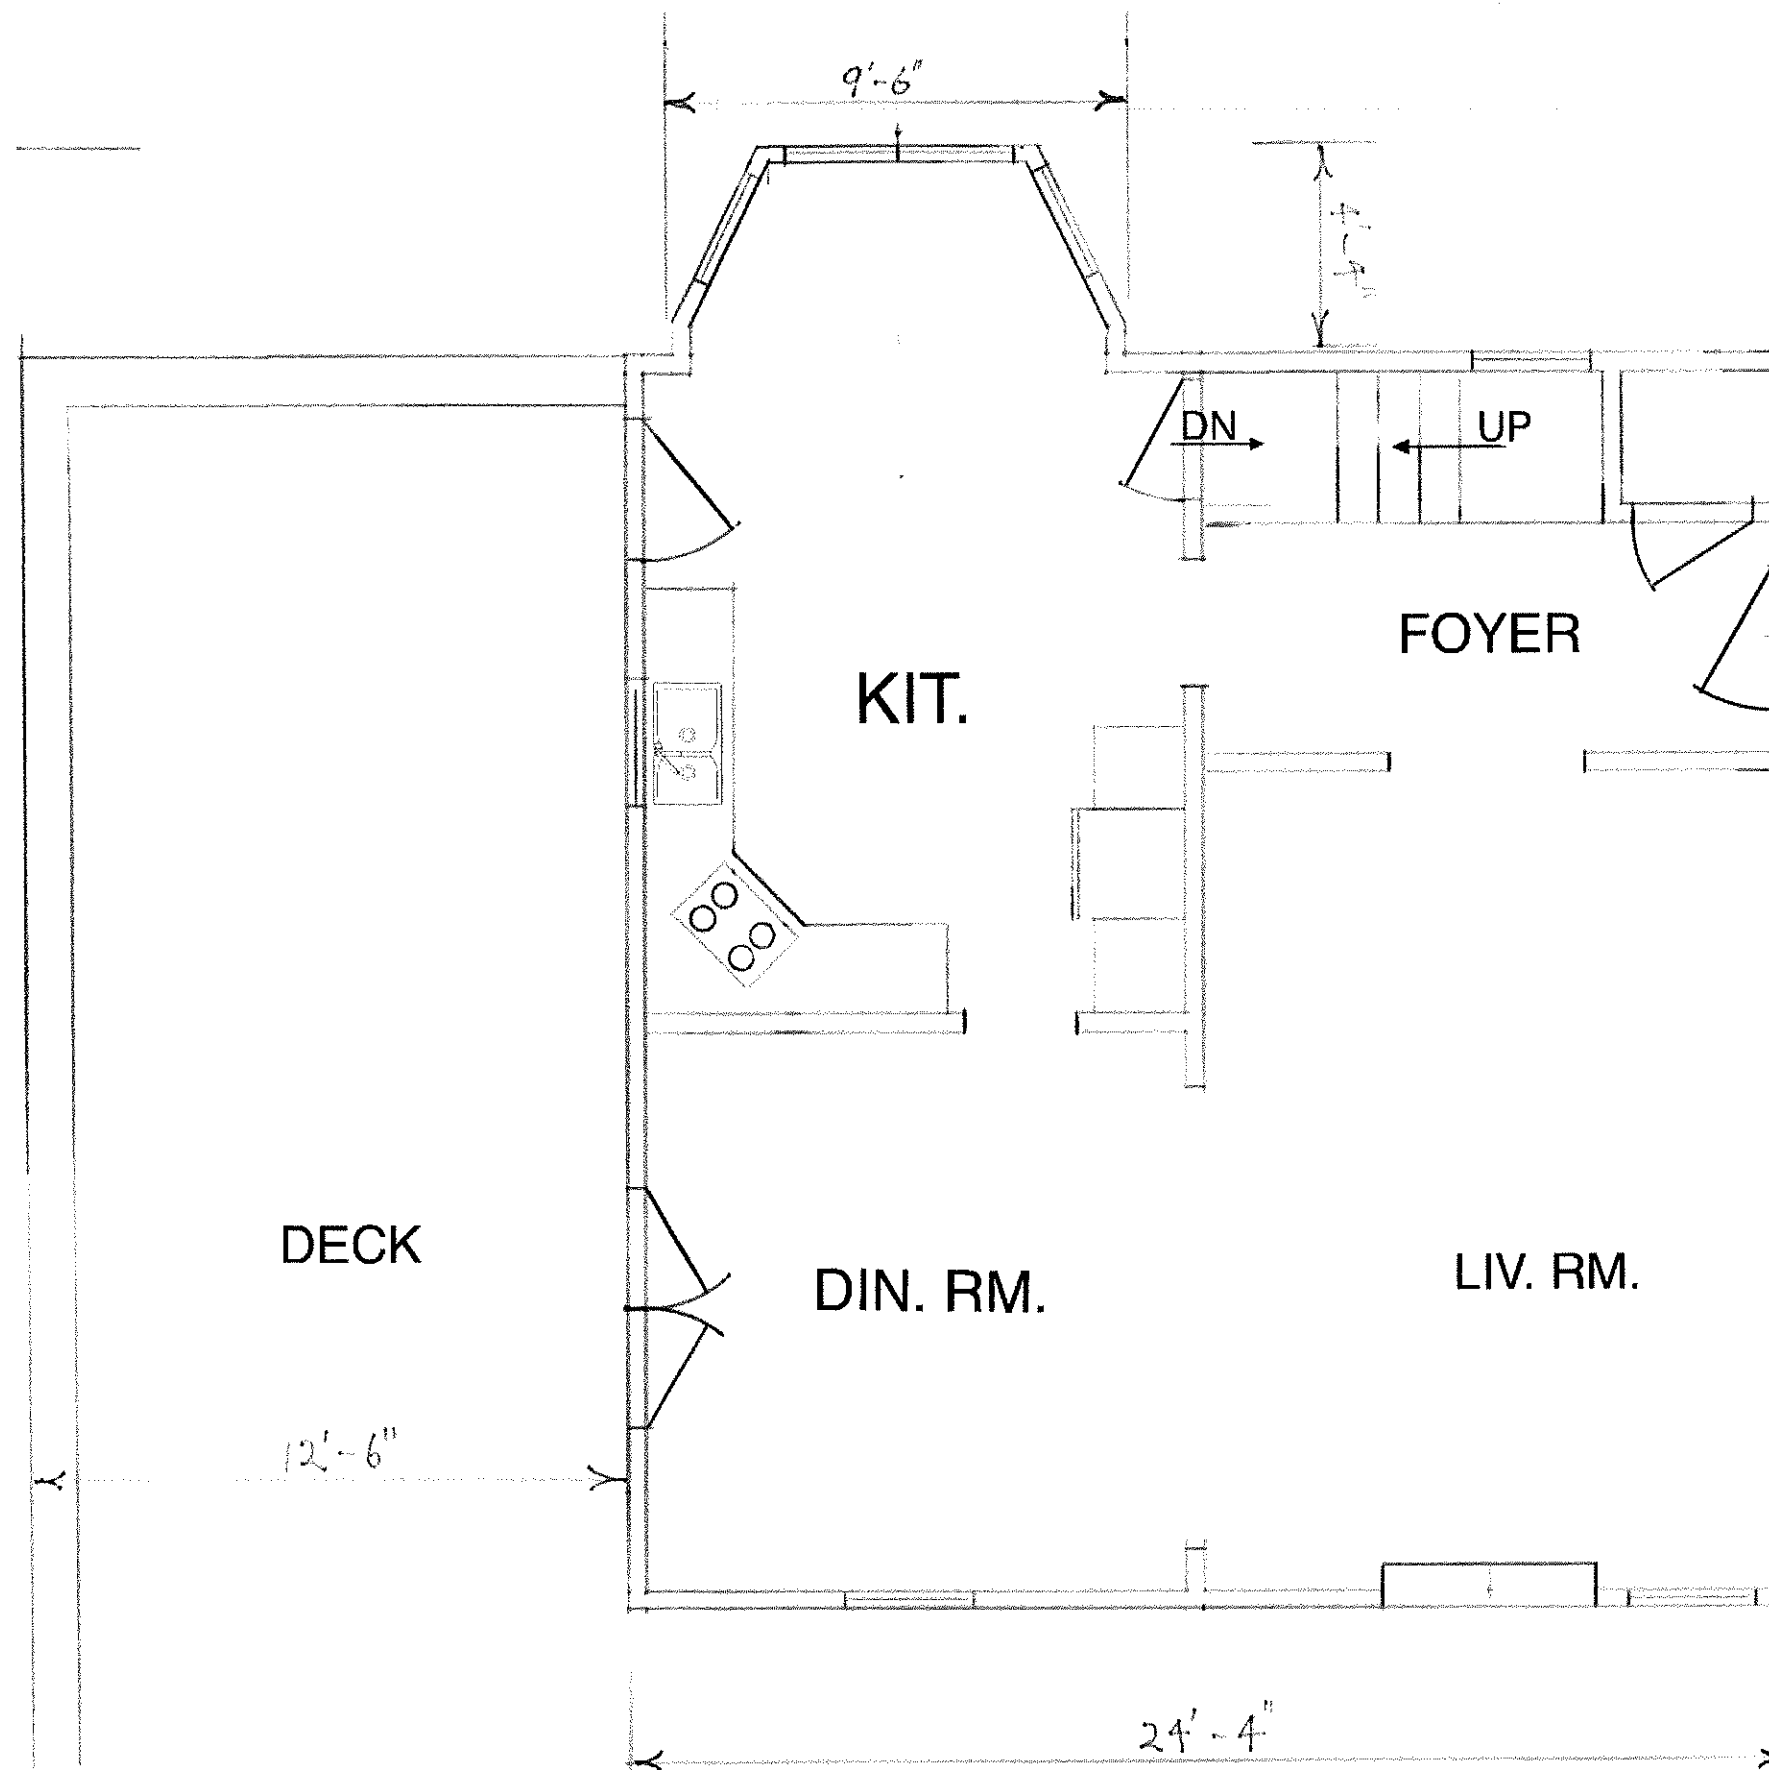 9'-6"
4'-4"
DN
UP
FOYER
KIT.
DECK
DIN. RM.
LIV. RM.
12'-6"
24'-4"